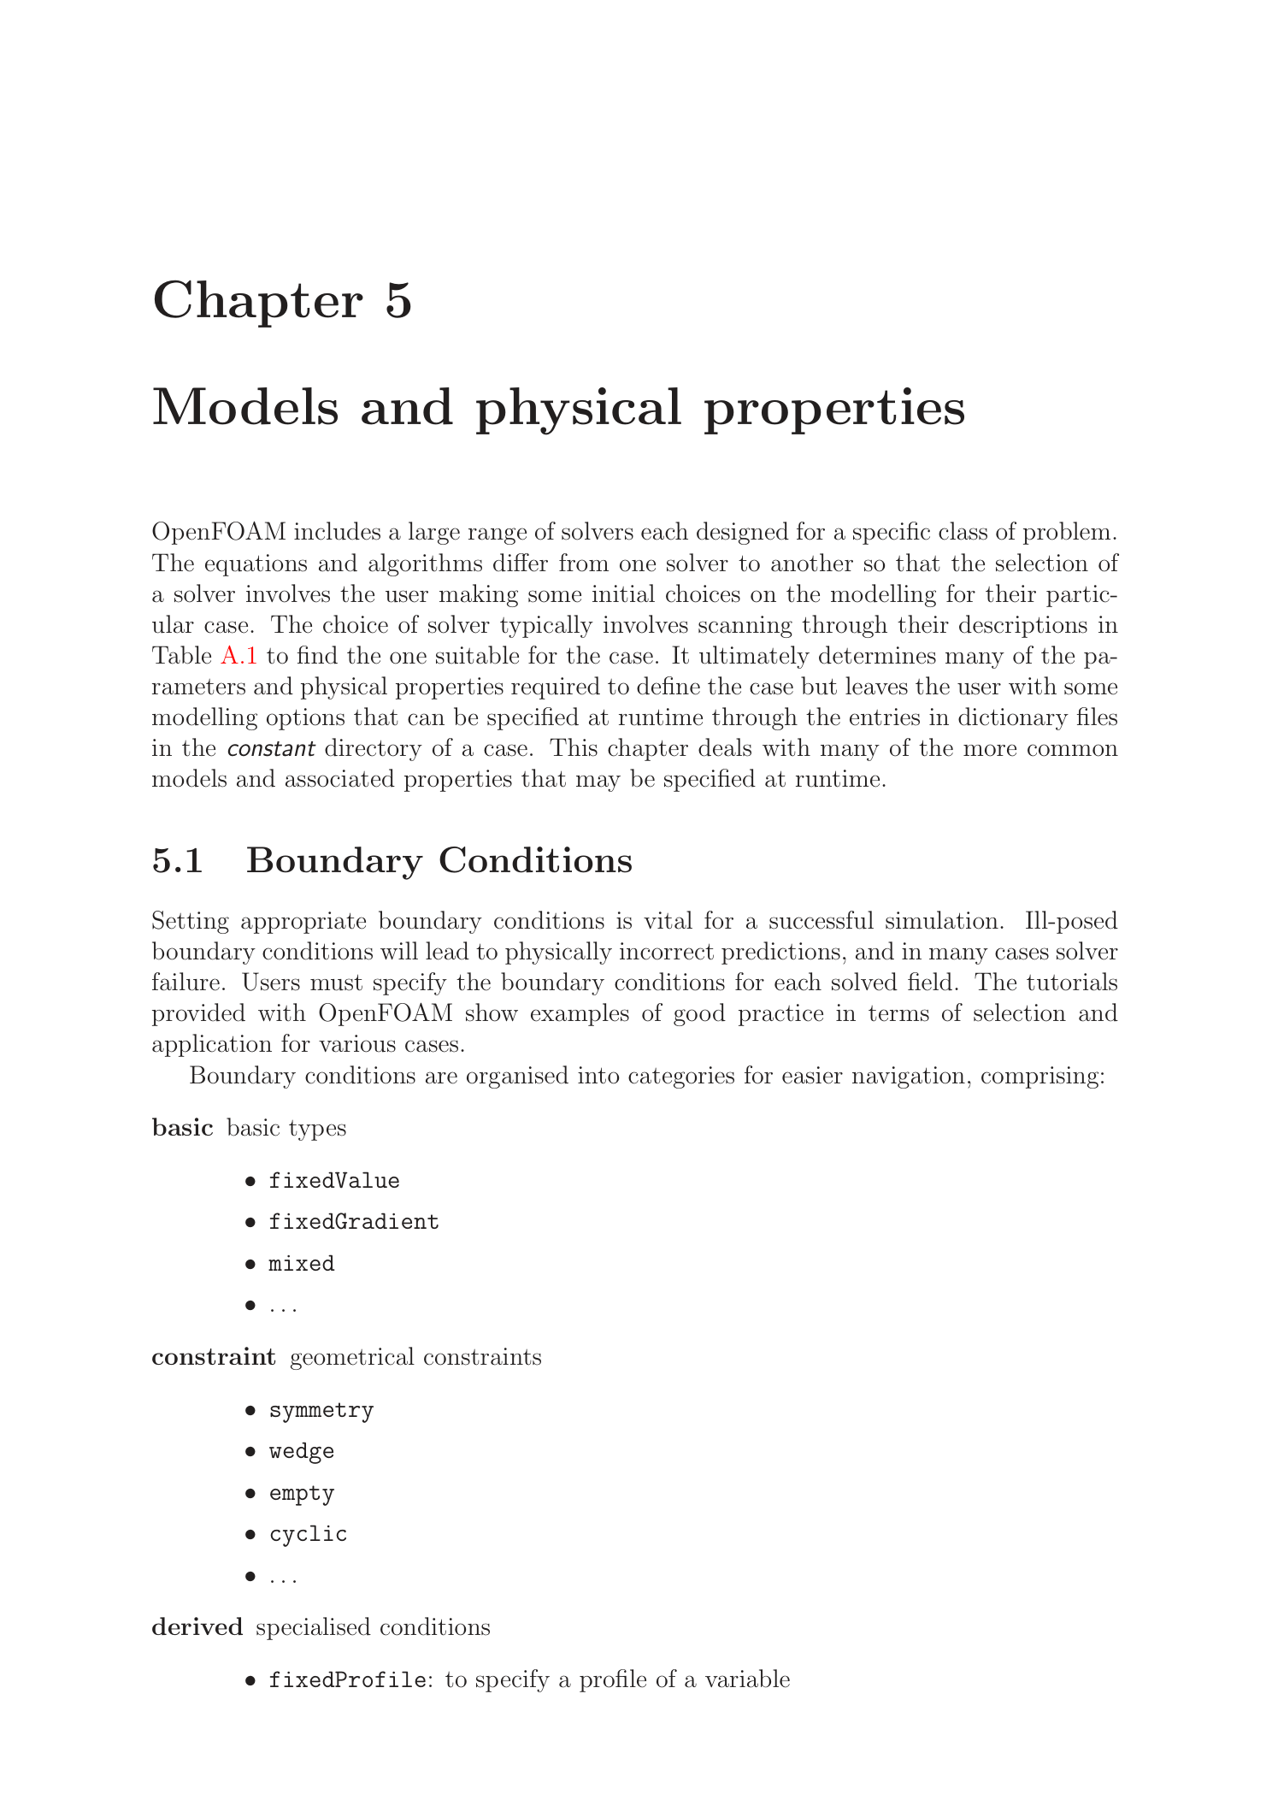 Chapter 5
Models and physical properties
OpenFOAM includes a large range of solvers each designed for a specific class of problem.
The equations and algorithms differ from one solver to another so that the selection of
a solver involves the user making some initial choices on the modelling for their partic-
ular case. The choice of solver typically involves scanning through their descriptions in
Table A.1 to find the one suitable for the case. It ultimately determines many of the pa-
rameters and physical properties required to define the case but leaves the user with some
modelling options that can be specified at runtime through the entries in dictionary files
in the constant directory of a case. This chapter deals with many of the more common
models and associated properties that may be specified at runtime.
5.1 Boundary Conditions
Setting appropriate boundary conditions is vital for a successful simulation. Ill-posed
boundary conditions will lead to physically incorrect predictions, and in many cases solver
failure. Users must specify the boundary conditions for each solved field. The tutorials
provided with OpenFOAM show examples of good practice in terms of selection and
application for various cases.
Boundary conditions are organised into categories for easier navigation, comprising:
basic basic types
• fixedValue
• fixedGradient
• mixed
• ...
constraint geometrical constraints
• symmetry
• wedge
• empty
• cyclic
• ...
derived specialised conditions
• fixedProfile: to specify a profile of a variable